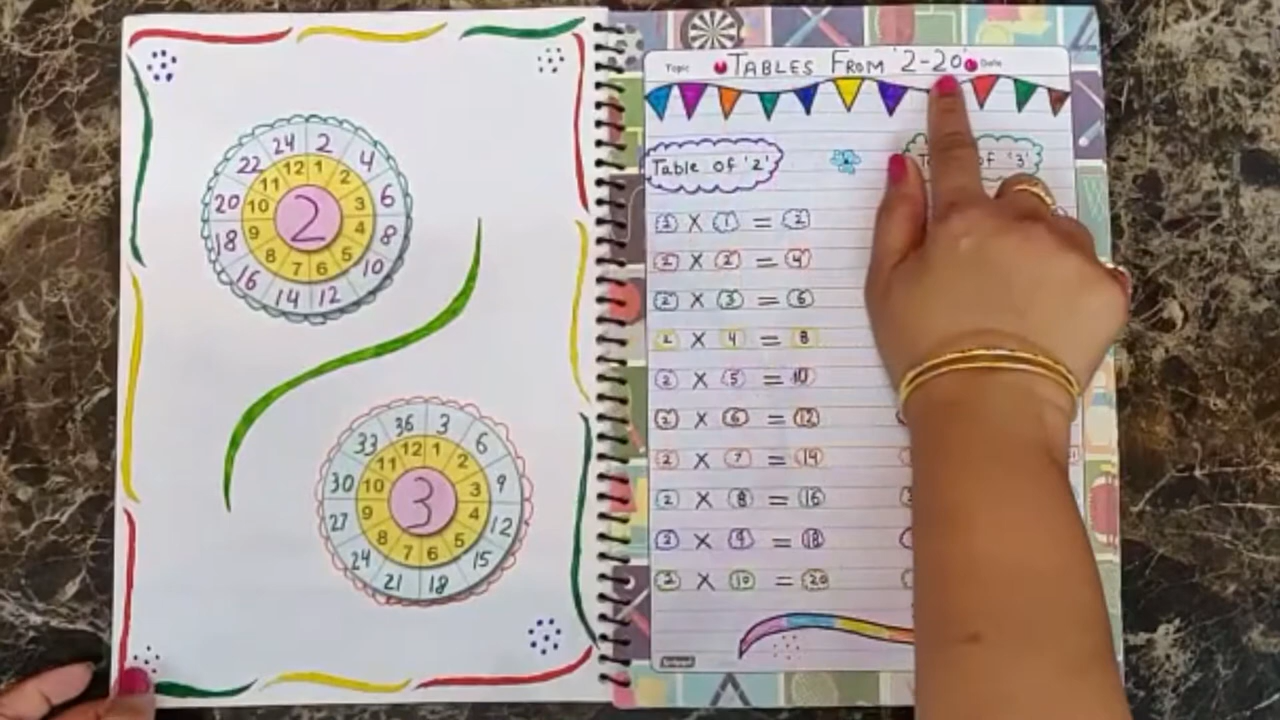 24 2 4 6 8 10 12 14 16 18 20 22
12 1 2 3 4 5 6 7 8 9 10 11
2
36 3 6 9 12 15 18 21 24 27 30 33
12 1 2 3 4 5 6 7 8 9 10 11
3
Topic TABLES FROM '2-20' Date
Table of '2'
of '3'
2 X 1 = 2
2 X 2 = 4
2 X 3 = 6
2 X 4 = 8
2 X 5 = 10
2 X 6 = 12
2 X 7 = 14
2 X 8 = 16
2 X 9 = 18
2 X 10 = 20